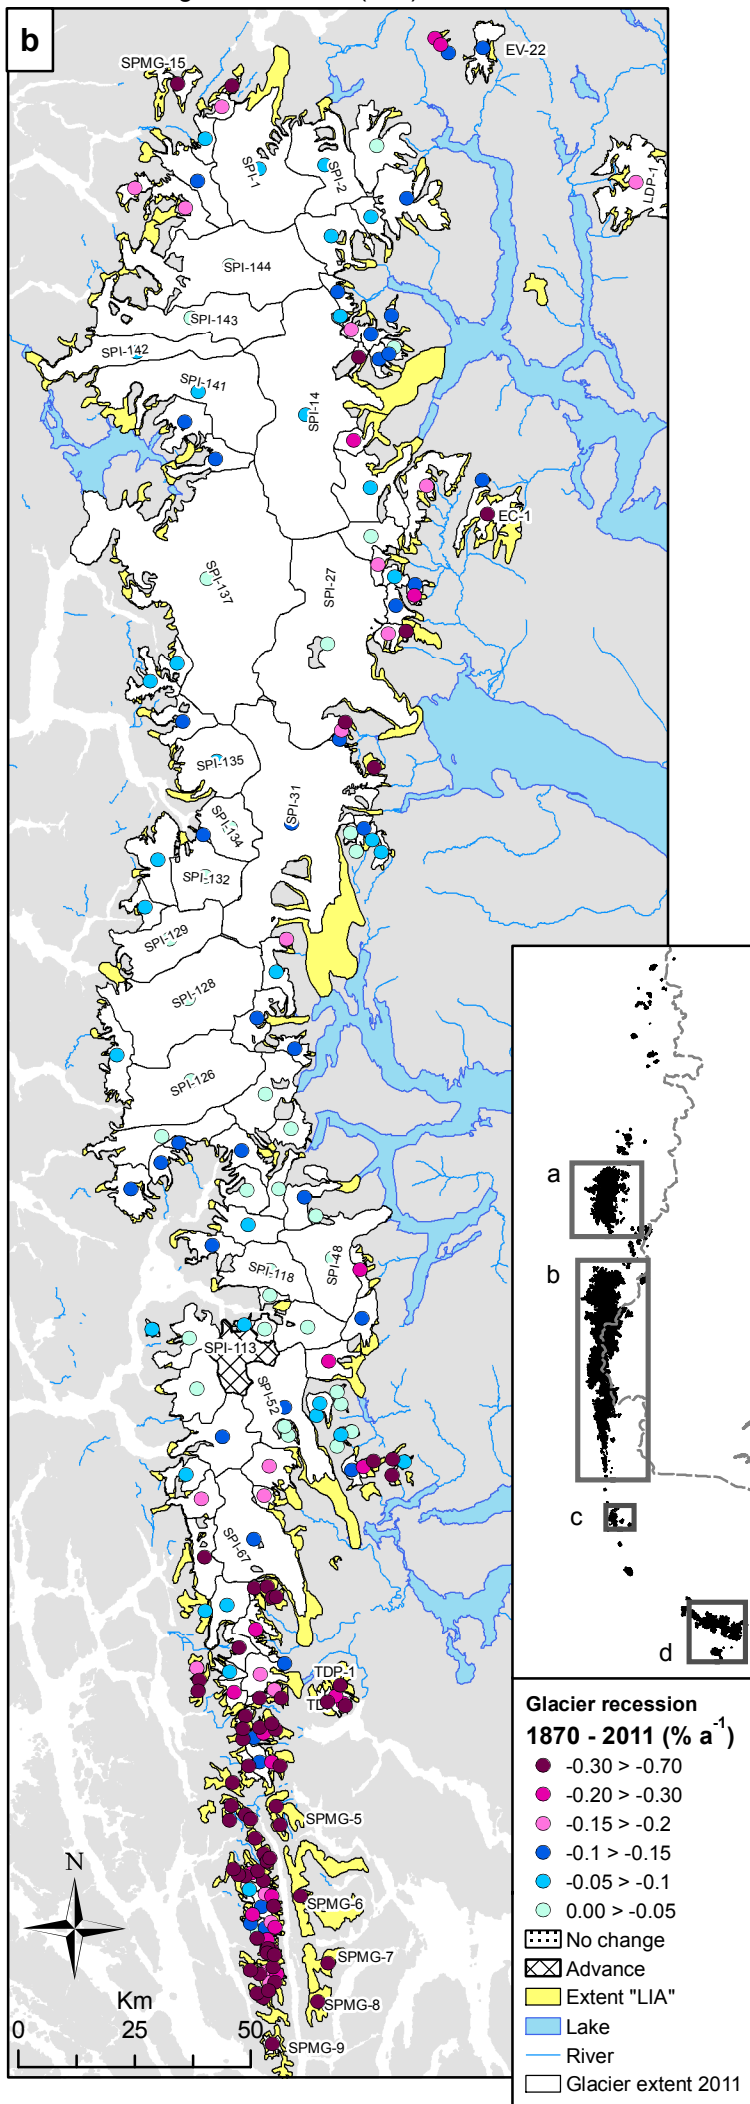 b
SPMG-15
EV-22
SPI-1
SPI-2
LDP-1
SPI-144
SPI-143
SPI-142
SPI-141
SPI-14
EC-1
SPI-137
SPI-27
SPI-135
SPI-31
SPI-134
SPI-132
SPI-129
SPI-128
SPI-126
SPI-48
SPI-118
SPI-113
SPI-52
SPI-67
TDP-1
SPMG-5
SPMG-6
SPMG-7
SPMG-8
SPMG-9
N
Km
0 25 50
a
b
c
d
Glacier recession
1870 - 2011 (% a⁻¹)
-0.30 > -0.70
-0.20 > -0.30
-0.15 > -0.2
-0.1 > -0.15
-0.05 > -0.1
0.00 > -0.05
No change
Advance
Extent "LIA"
Lake
River
Glacier extent 2011